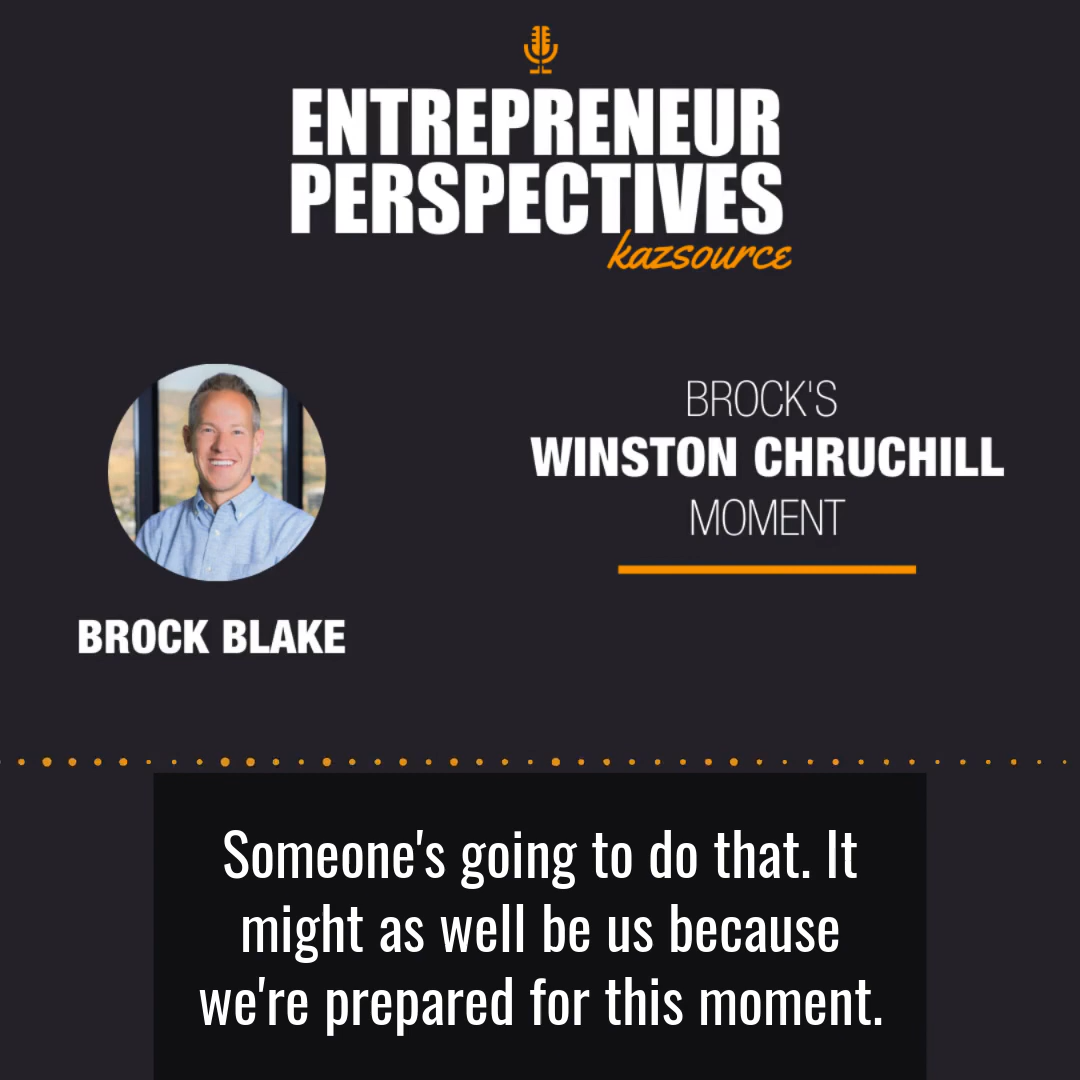 ENTREPRENEUR
PERSPECTIVES
kazsource
BROCK'S
WINSTON CHRUCHILL
MOMENT
BROCK BLAKE
Someone's going to do that. It
might as well be us because
we're prepared for this moment.